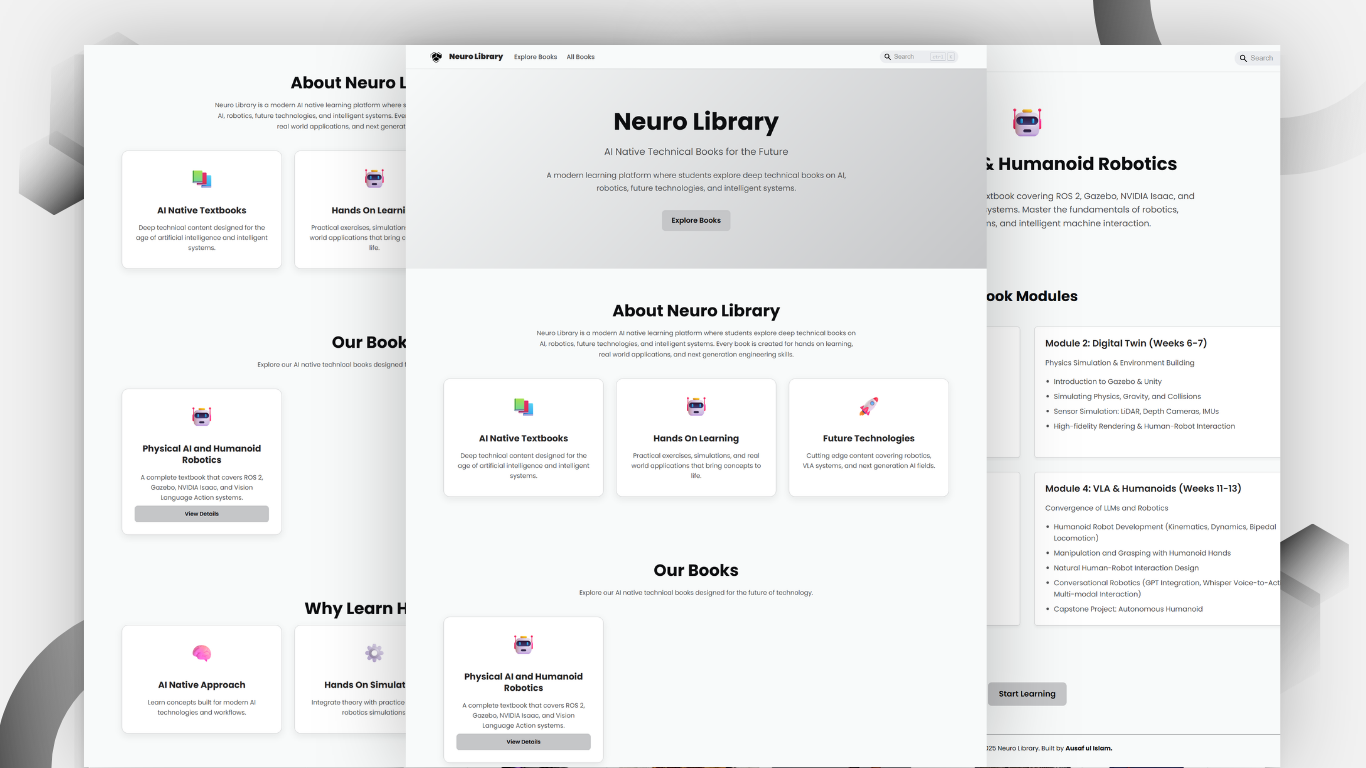 About Neuro L
Neuro Library is a modern AI native learning platform where s
AI, robotics, future technologies, and intelligent systems. Ever
real world applications, and next generat
AI Native Textbooks
Deep technical content designed for the
age of artificial intelligence and intelligent
systems.
Hands On Learni
Practical exercises, simulation
world applications that bring c
life.
Our Book
Explore our AI native technical books designed f
Physical AI and Humanoid
Robotics
A complete textbook that covers ROS 2,
Gazebo, NVIDIA Isaac, and Vision
Language Action systems.
View Details
Why Learn H
AI Native Approach
Learn concepts built for modern AI
technologies and workflows.
Hands On Simulat
Integrate theory with practice
robotics simulations
Neuro Library
Explore Books
All Books
Search
ctrl K
Neuro Library
AI Native Technical Books for the Future
A modern learning platform where students explore deep technical books on AI,
robotics, future technologies, and intelligent systems.
Explore Books
About Neuro Library
Neuro Library is a modern AI native learning platform where students explore deep technical books on
AI, robotics, future technologies, and intelligent systems. Every book is created for hands on learning,
real world applications, and next generation engineering skills.
AI Native Textbooks
Deep technical content designed for the
age of artificial intelligence and intelligent
systems.
Hands On Learning
Practical exercises, simulations, and real
world applications that bring concepts to
life.
Future Technologies
Cutting edge content covering robotics,
VLA systems, and next generation AI fields.
Our Books
Explore our AI native technical books designed for the future of technology.
Physical AI and Humanoid
Robotics
A complete textbook that covers ROS 2,
Gazebo, NVIDIA Isaac, and Vision
Language Action systems.
View Details
Search
& Humanoid Robotics
xtbook covering ROS 2, Gazebo, NVIDIA Isaac, and
ystems. Master the fundamentals of robotics,
ns, and intelligent machine interaction.
ook Modules
Module 2: Digital Twin (Weeks 6-7)
Physics Simulation & Environment Building
• Introduction to Gazebo & Unity
• Simulating Physics, Gravity, and Collisions
• Sensor Simulation: LiDAR, Depth Cameras, IMUs
• High-fidelity Rendering & Human-Robot Interaction
Module 4: VLA & Humanoids (Weeks 11-13)
Convergence of LLMs and Robotics
• Humanoid Robot Development (Kinematics, Dynamics, Bipedal
Locomotion)
• Manipulation and Grasping with Humanoid Hands
• Natural Human-Robot Interaction Design
• Conversational Robotics (GPT Integration, Whisper Voice-to-Act
Multi-modal Interaction)
• Capstone Project: Autonomous Humanoid
Start Learning
025 Neuro Library. Built by Ausaf ul Islam.